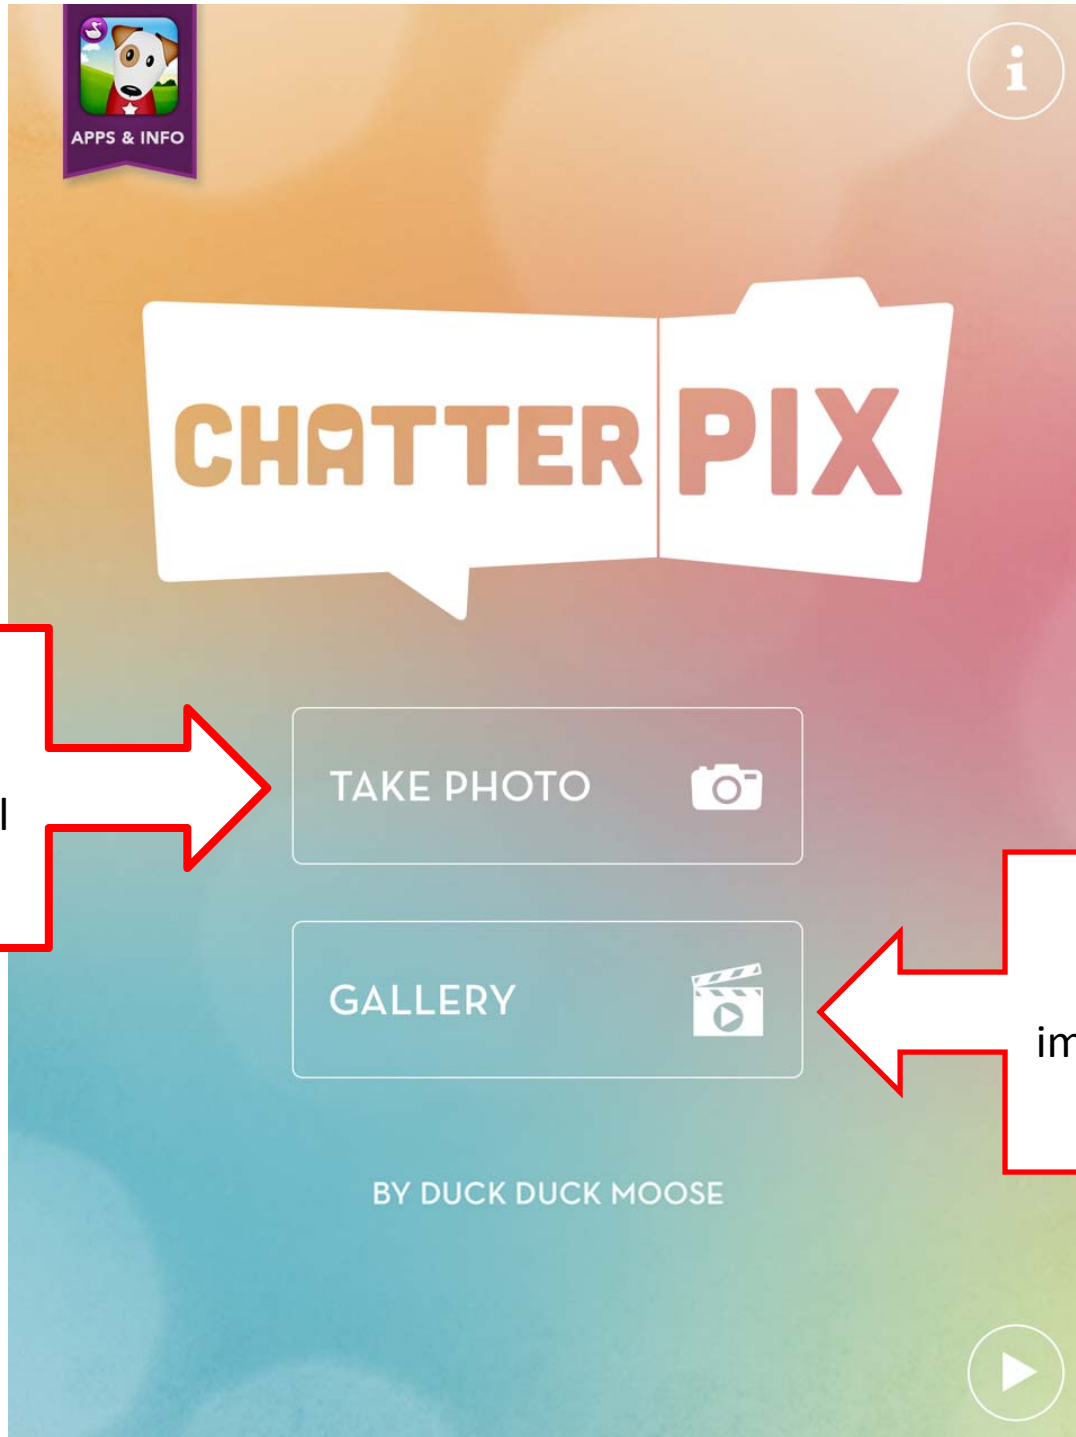 APPS & INFO
CHATTER PIX
TAKE PHOTO
GALLERY
BY DUCK DUCK MOOSE